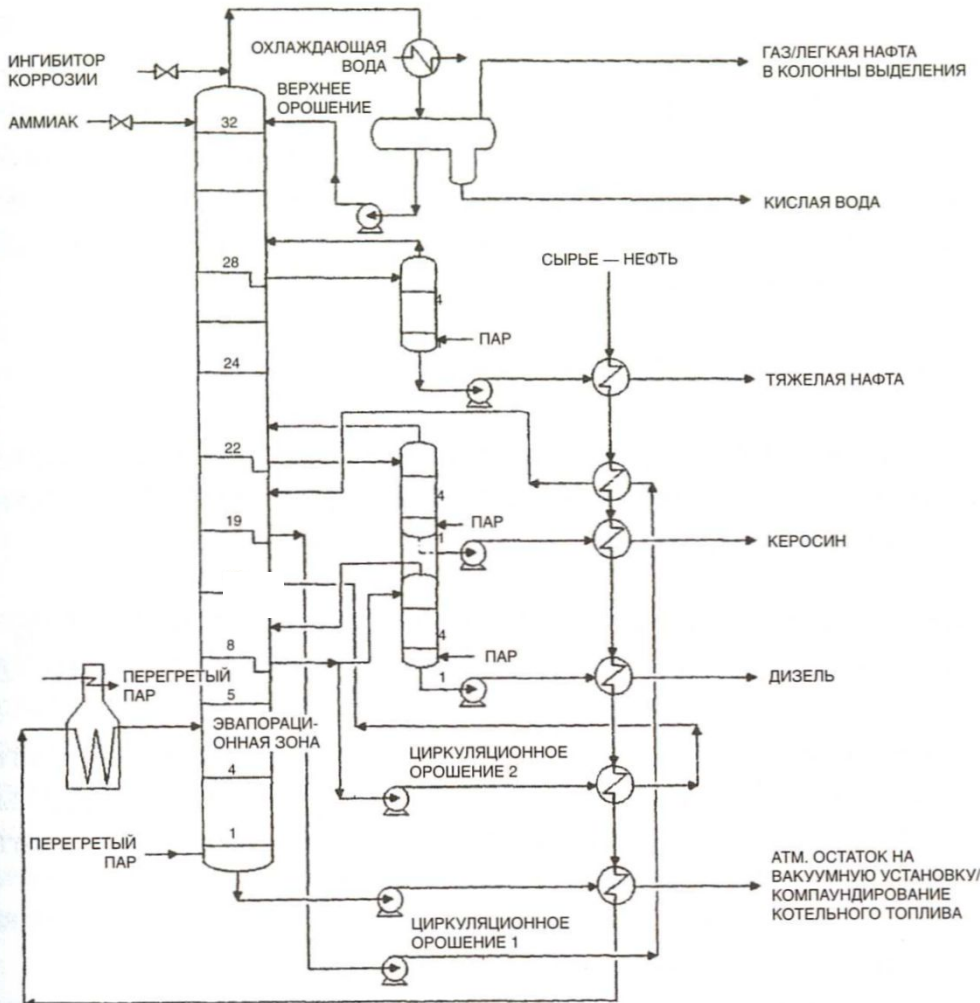 ИНГИБИТОР
КОРРОЗИИ
АММИАК
ОХЛАЖДАЮЩАЯ
ВОДА
ВЕРХНЕЕ
ОРОШЕНИЕ
ГАЗ/ЛЕГКАЯ НАФТА
В КОЛОННЫ ВЫДЕЛЕНИЯ
КИСЛАЯ ВОДА
32
СЫРЬЕ — НЕФТЬ
28
4
1
ПАР
24
ТЯЖЕЛАЯ НАФТА
22
4
ПАР
1
19
КЕРОСИН
8
4
ПАР
1
ДИЗЕЛЬ
ПЕРЕГРЕТЫЙ
ПАР
5
ЭВАПОРАЦИ-
ОННАЯ ЗОНА
4
ЦИРКУЛЯЦИОННОЕ
ОРОШЕНИЕ 2
1
ПЕРЕГРЕТЫЙ
ПАР
АТМ. ОСТАТОК НА
ВАКУУМНУЮ УСТАНОВКУ/
КОМПАУНДИРОВАНИЕ
КОТЕЛЬНОГО ТОПЛИВА
ЦИРКУЛЯЦИОННОЕ
ОРОШЕНИЕ 1